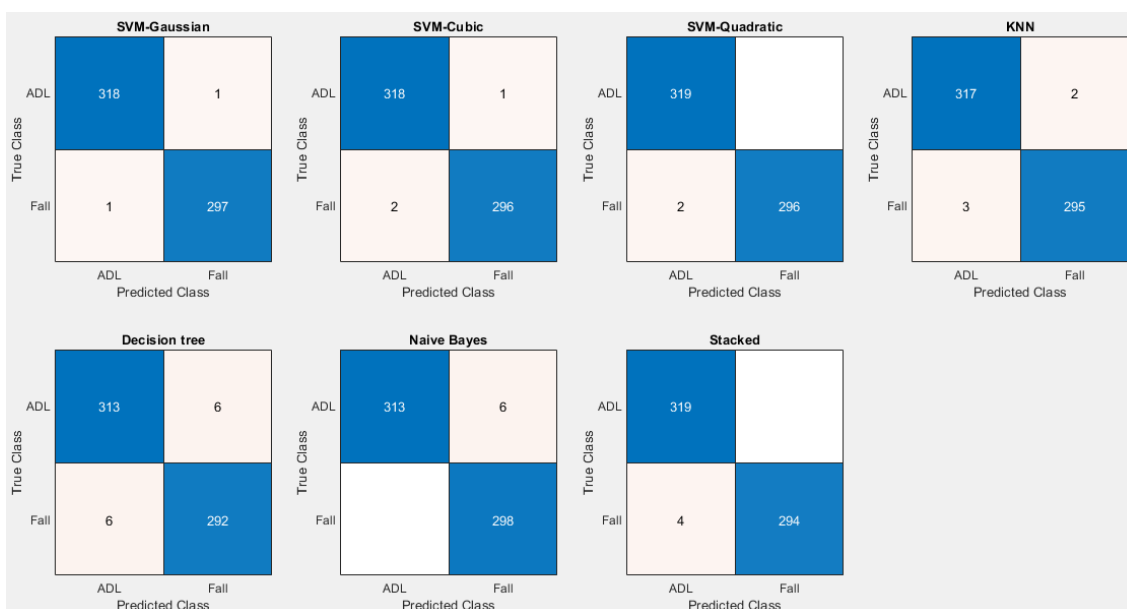 SVM-Gaussian
True Class
ADL 318 1
Fall 1 297
ADL Fall
Predicted Class
SVM-Cubic
True Class
ADL 318 1
Fall 2 296
ADL Fall
Predicted Class
SVM-Quadratic
True Class
ADL 319
Fall 2 296
ADL Fall
Predicted Class
KNN
True Class
ADL 317 2
Fall 3 295
ADL Fall
Predicted Class
Decision tree
True Class
ADL 313 6
Fall 6 292
ADL Fall
Predicted Class
Naive Bayes
True Class
ADL 313 6
Fall 298
ADL Fall
Predicted Class
Stacked
True Class
ADL 319
Fall 4 294
ADL Fall
Predicted Class